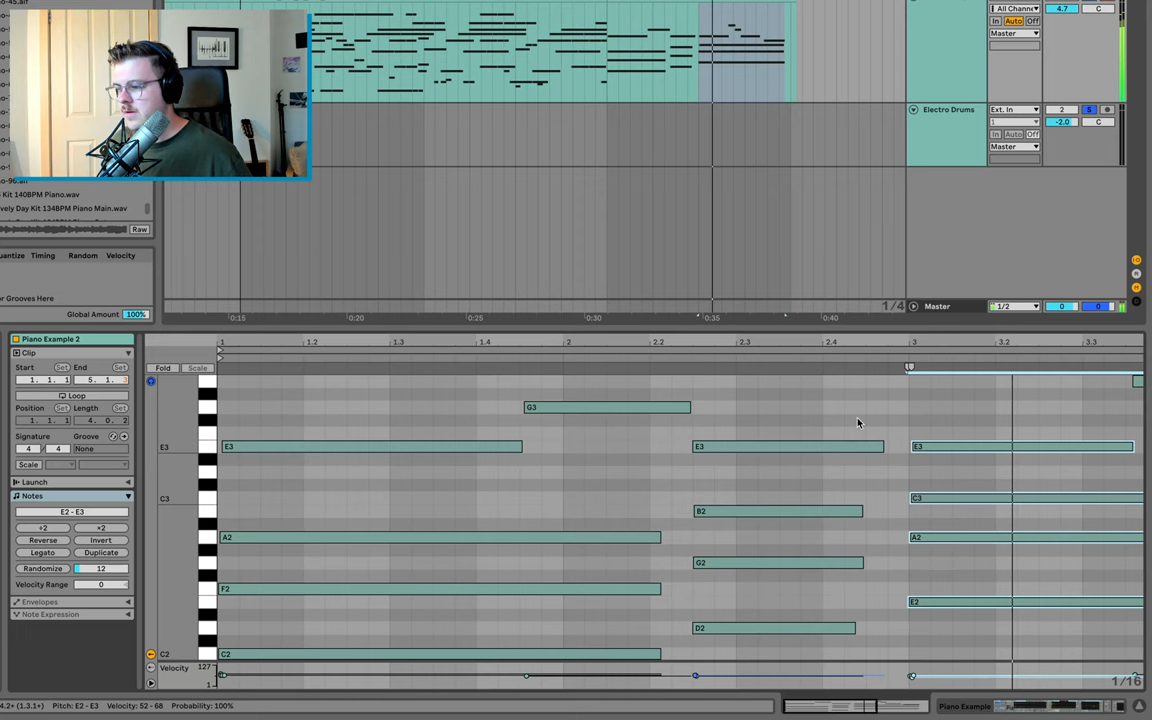 All Channe
4.7
C
In
Auto
Off
Master
Electro Drums
Ext. In
2
S
1
-2.0
C
In
Auto
Off
Master
Kit 140BPM Piano.wav
vely Day Kit 134BPM Piano Main.wav
Raw
uantize
Timing
Random
Velocity
r Grooves Here
Global Amount
100%
0:15
0:20
0:25
0:30
0:35
0:40
1/4
Master
1/2
0
0
Piano Example 2
Clip
Start
Set
End
Set
1. 1. 1
5. 1.
Loop
Position
Set
Length
Set
1. 1. 1
4. 0. 2
Signature
Groove
4
4
None
Scale
Launch
Notes
E2 - E3
÷2
×2
Reverse
Invert
Legato
Duplicate
Randomize
12
Velocity Range
0
Envelopes
Note Expression
1
1.2
1.3
1.4
2
2.2
2.3
2.4
3
3.2
3.3
Fold
Scale
G3
E3
E3
E3
E3
C3
C3
B2
A2
A2
G2
F2
E2
D2
C2
C2
Velocity
127
1
1/16
4.2+ (1.3.1+)
Pitch: E2 - E3
Velocity: 52 - 68
Probability: 100%
Piano Example